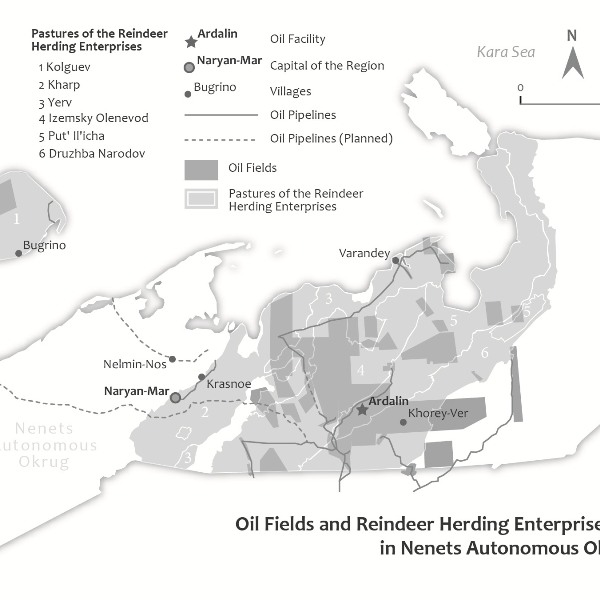 Pastures of the Reindeer
Herding Enterprises
1 Kolguev
2 Kharp
3 Yerv
4 Izemsky Olenevod
5 Put' Il'icha
6 Druzhba Narodov
Ardalin
Oil Facility
Naryan-Mar
Capital of the Region
Bugrino
Villages
Oil Pipelines
Oil Pipelines (Planned)
Oil Fields
Pastures of the Reindeer
Herding Enterprises
Kara Sea
N
0
1
Bugrino
Varandey
3
5
5
6
4
Nelmin-Nos
Krasnoe
Naryan-Mar
2
Ardalin
Khorey-Ver
3
Nenets
Autonomous
Okrug
Oil Fields and Reindeer Herding Enterprise
in Nenets Autonomous